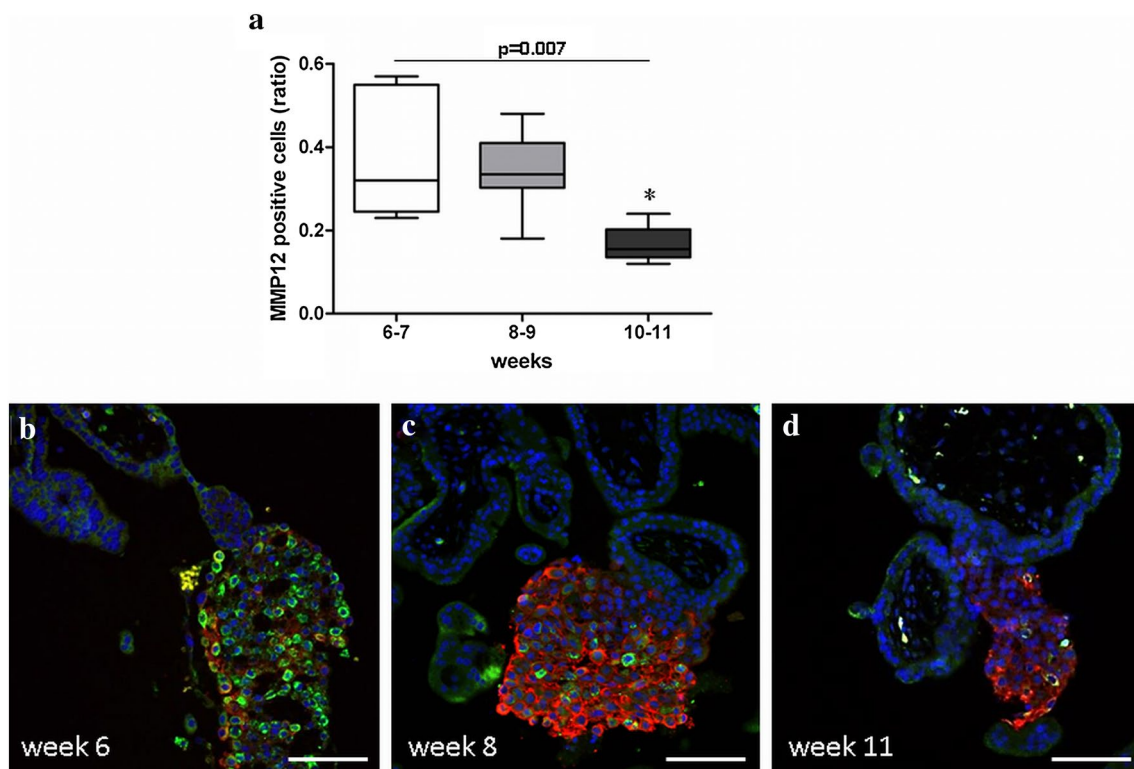 a
p=0.007
MMP12 positive cells (ratio)
0.6
0.4
0.2
0.0
*
6-7 8-9 10-11
weeks
b c d
week 6 week 8 week 11